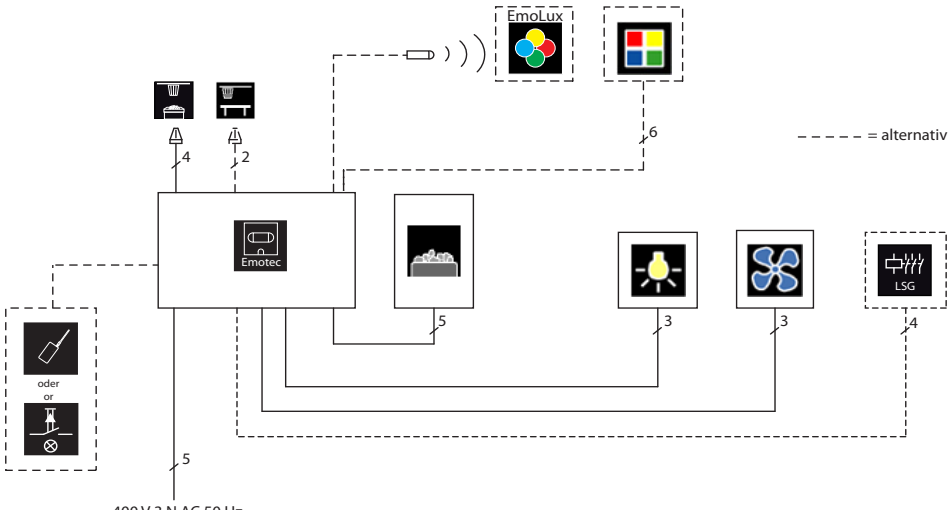 EmoLux
6
= alternativ
4
2
Emotec
LSG
5
3
3
4
oder
or
5
400 V 3 N AC 50 Hz